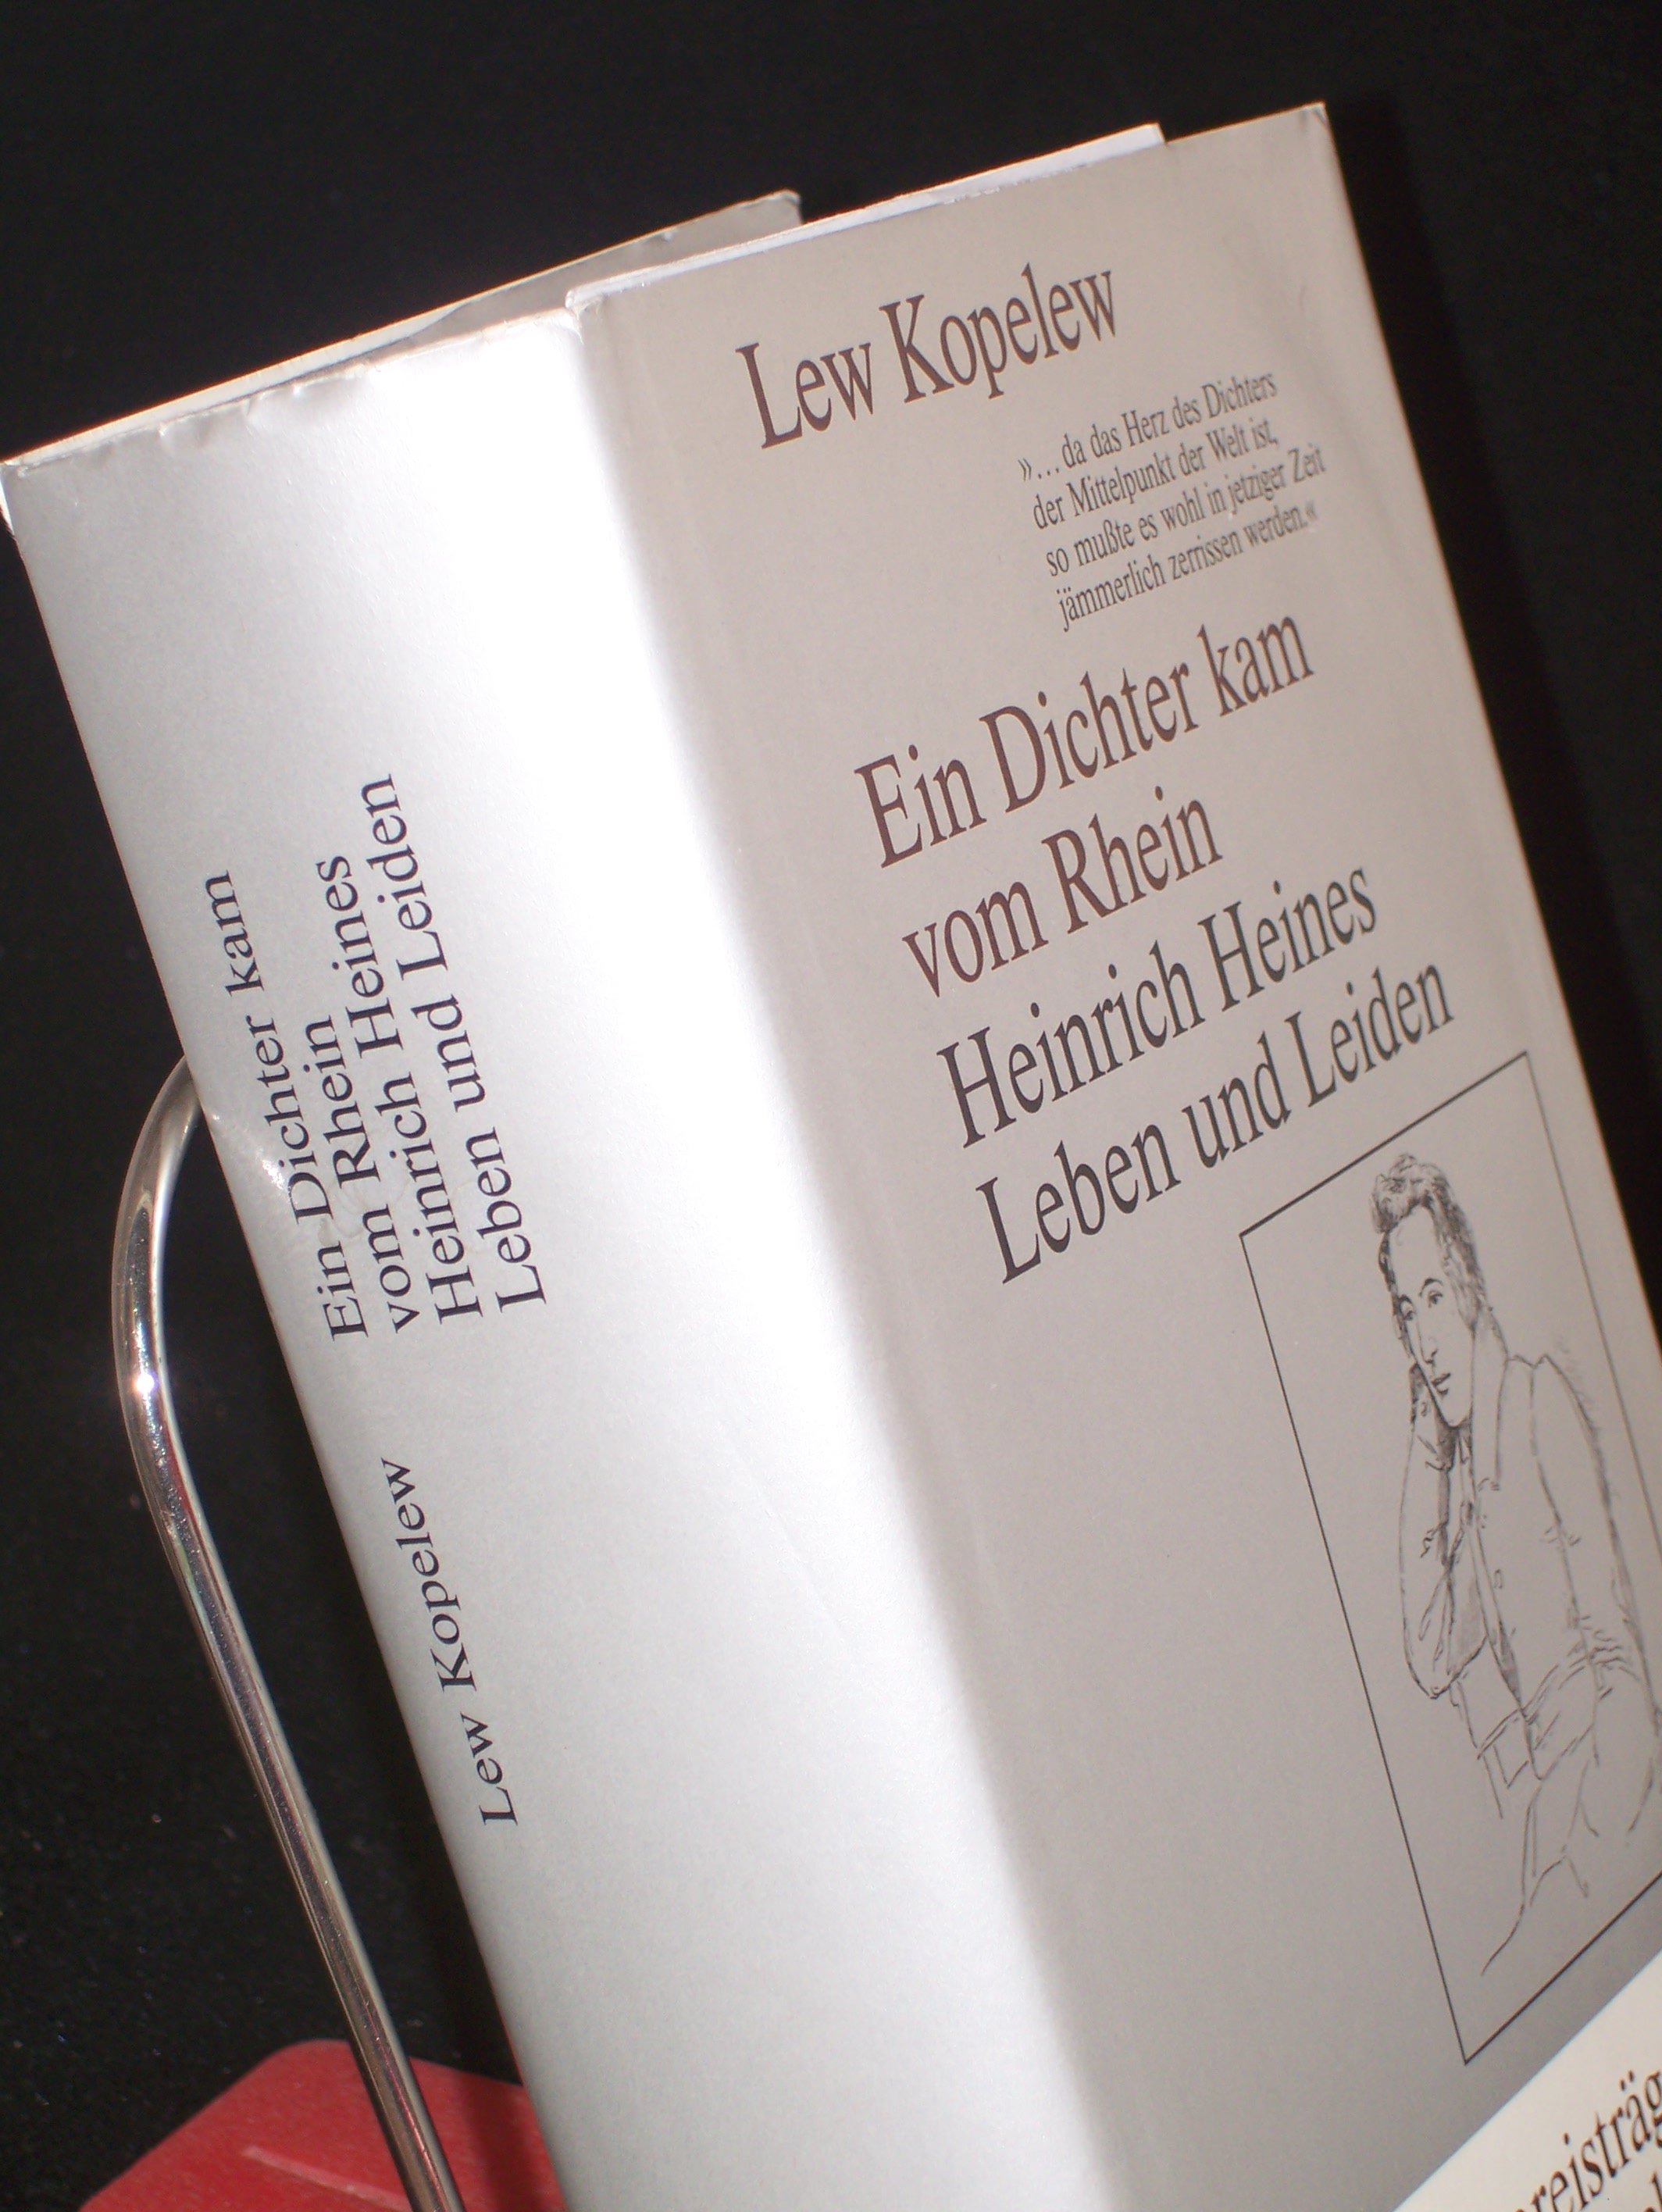 Lew Kopelew
»...da das Herz des Dichters
der Mittelpunkt der Welt ist,
so mußte es wohl in jetziger Zeit
jämmerlich zerrissen werden.«
Ein Dichter kam
vom Rhein
Heinrich Heines
Leben und Leiden
Lew Kopelew
Ein Dichter kam
vom Rhein
Heinrich Heines
Leben und Leiden